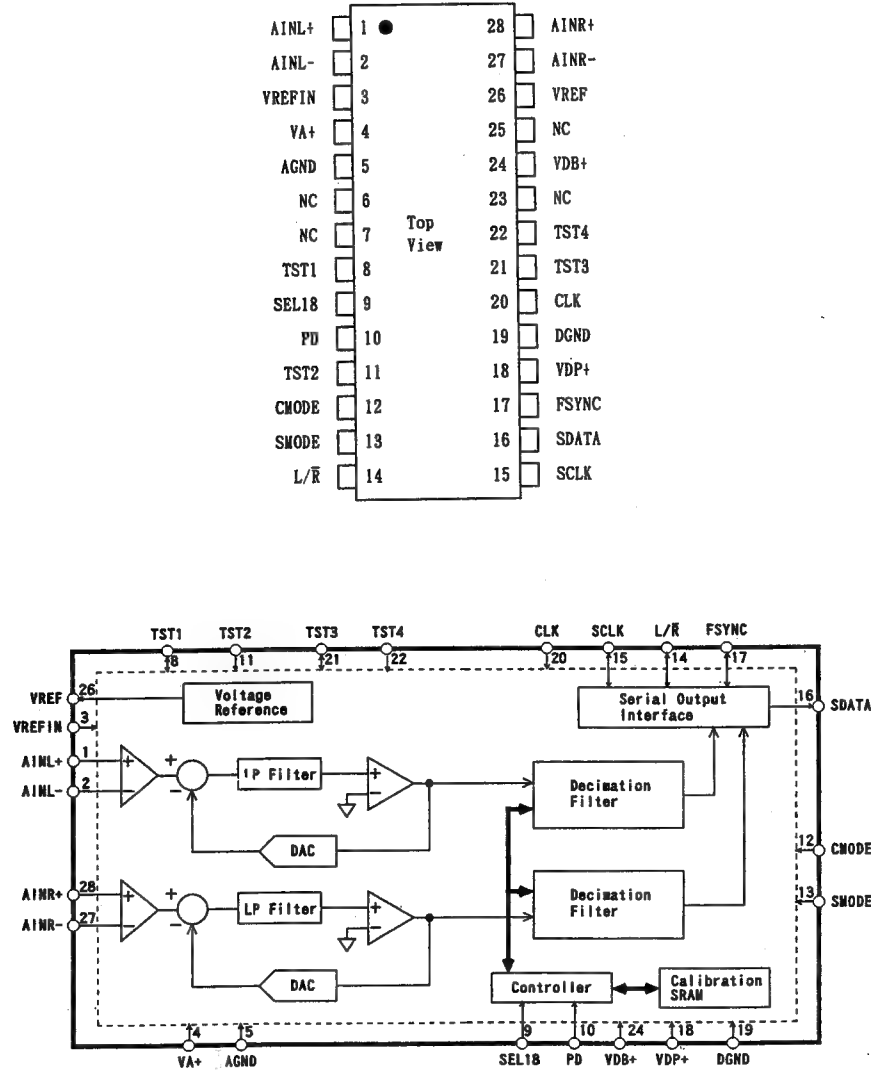 AINL+ 1 28 AINR+
AINL- 2 27 AINR-
VREFIN 3 26 VREF
VA+ 4 25 NC
AGND 5 24 VDB+
NC 6 23 NC
NC 7 22 TST4
TST1 8 21 TST3
SEL18 9 20 CLK
PD 10 19 DGND
TST2 11 18 VDP+
CMODE 12 17 FSYNC
SMODE 13 16 SDATA
L/R̅ 14 15 SCLK
Top
View
TST1 TST2 TST3 TST4 CLK SCLK L/R̅ FSYNC
8 11 21 22 20 15 14 17
VREF 26
Voltage
Reference
Serial Output
Interface
16 SDATA
VREFIN 3
AINL+ 1
AINL- 2
+ − + − LP Filter + −
Decimation
Filter
DAC
12 CMODE
13 SMODE
AINR+ 28
AINR- 27
+ − + − LP Filter + −
Decimation
Filter
DAC
Controller
Calibration
SRAM
4 5 9 10 24 18 19
VA+ AGND SEL18 PD VDB+ VDP+ DGND